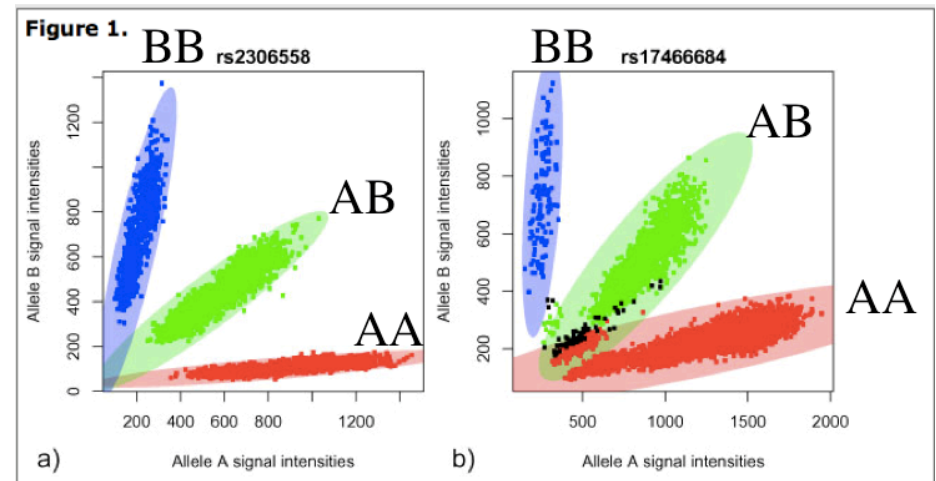 Figure 1.
BB rs2306558
AB
AA
Allele B signal intensities
0 200 400 600 800 1200
200 400 600 800 1200
Allele A signal intensities
a)
BB rs17466684
AB
AA
Allele B signal intensities
200 400 600 800 1000
500 1000 1500 2000
Allele A signal intensities
b)